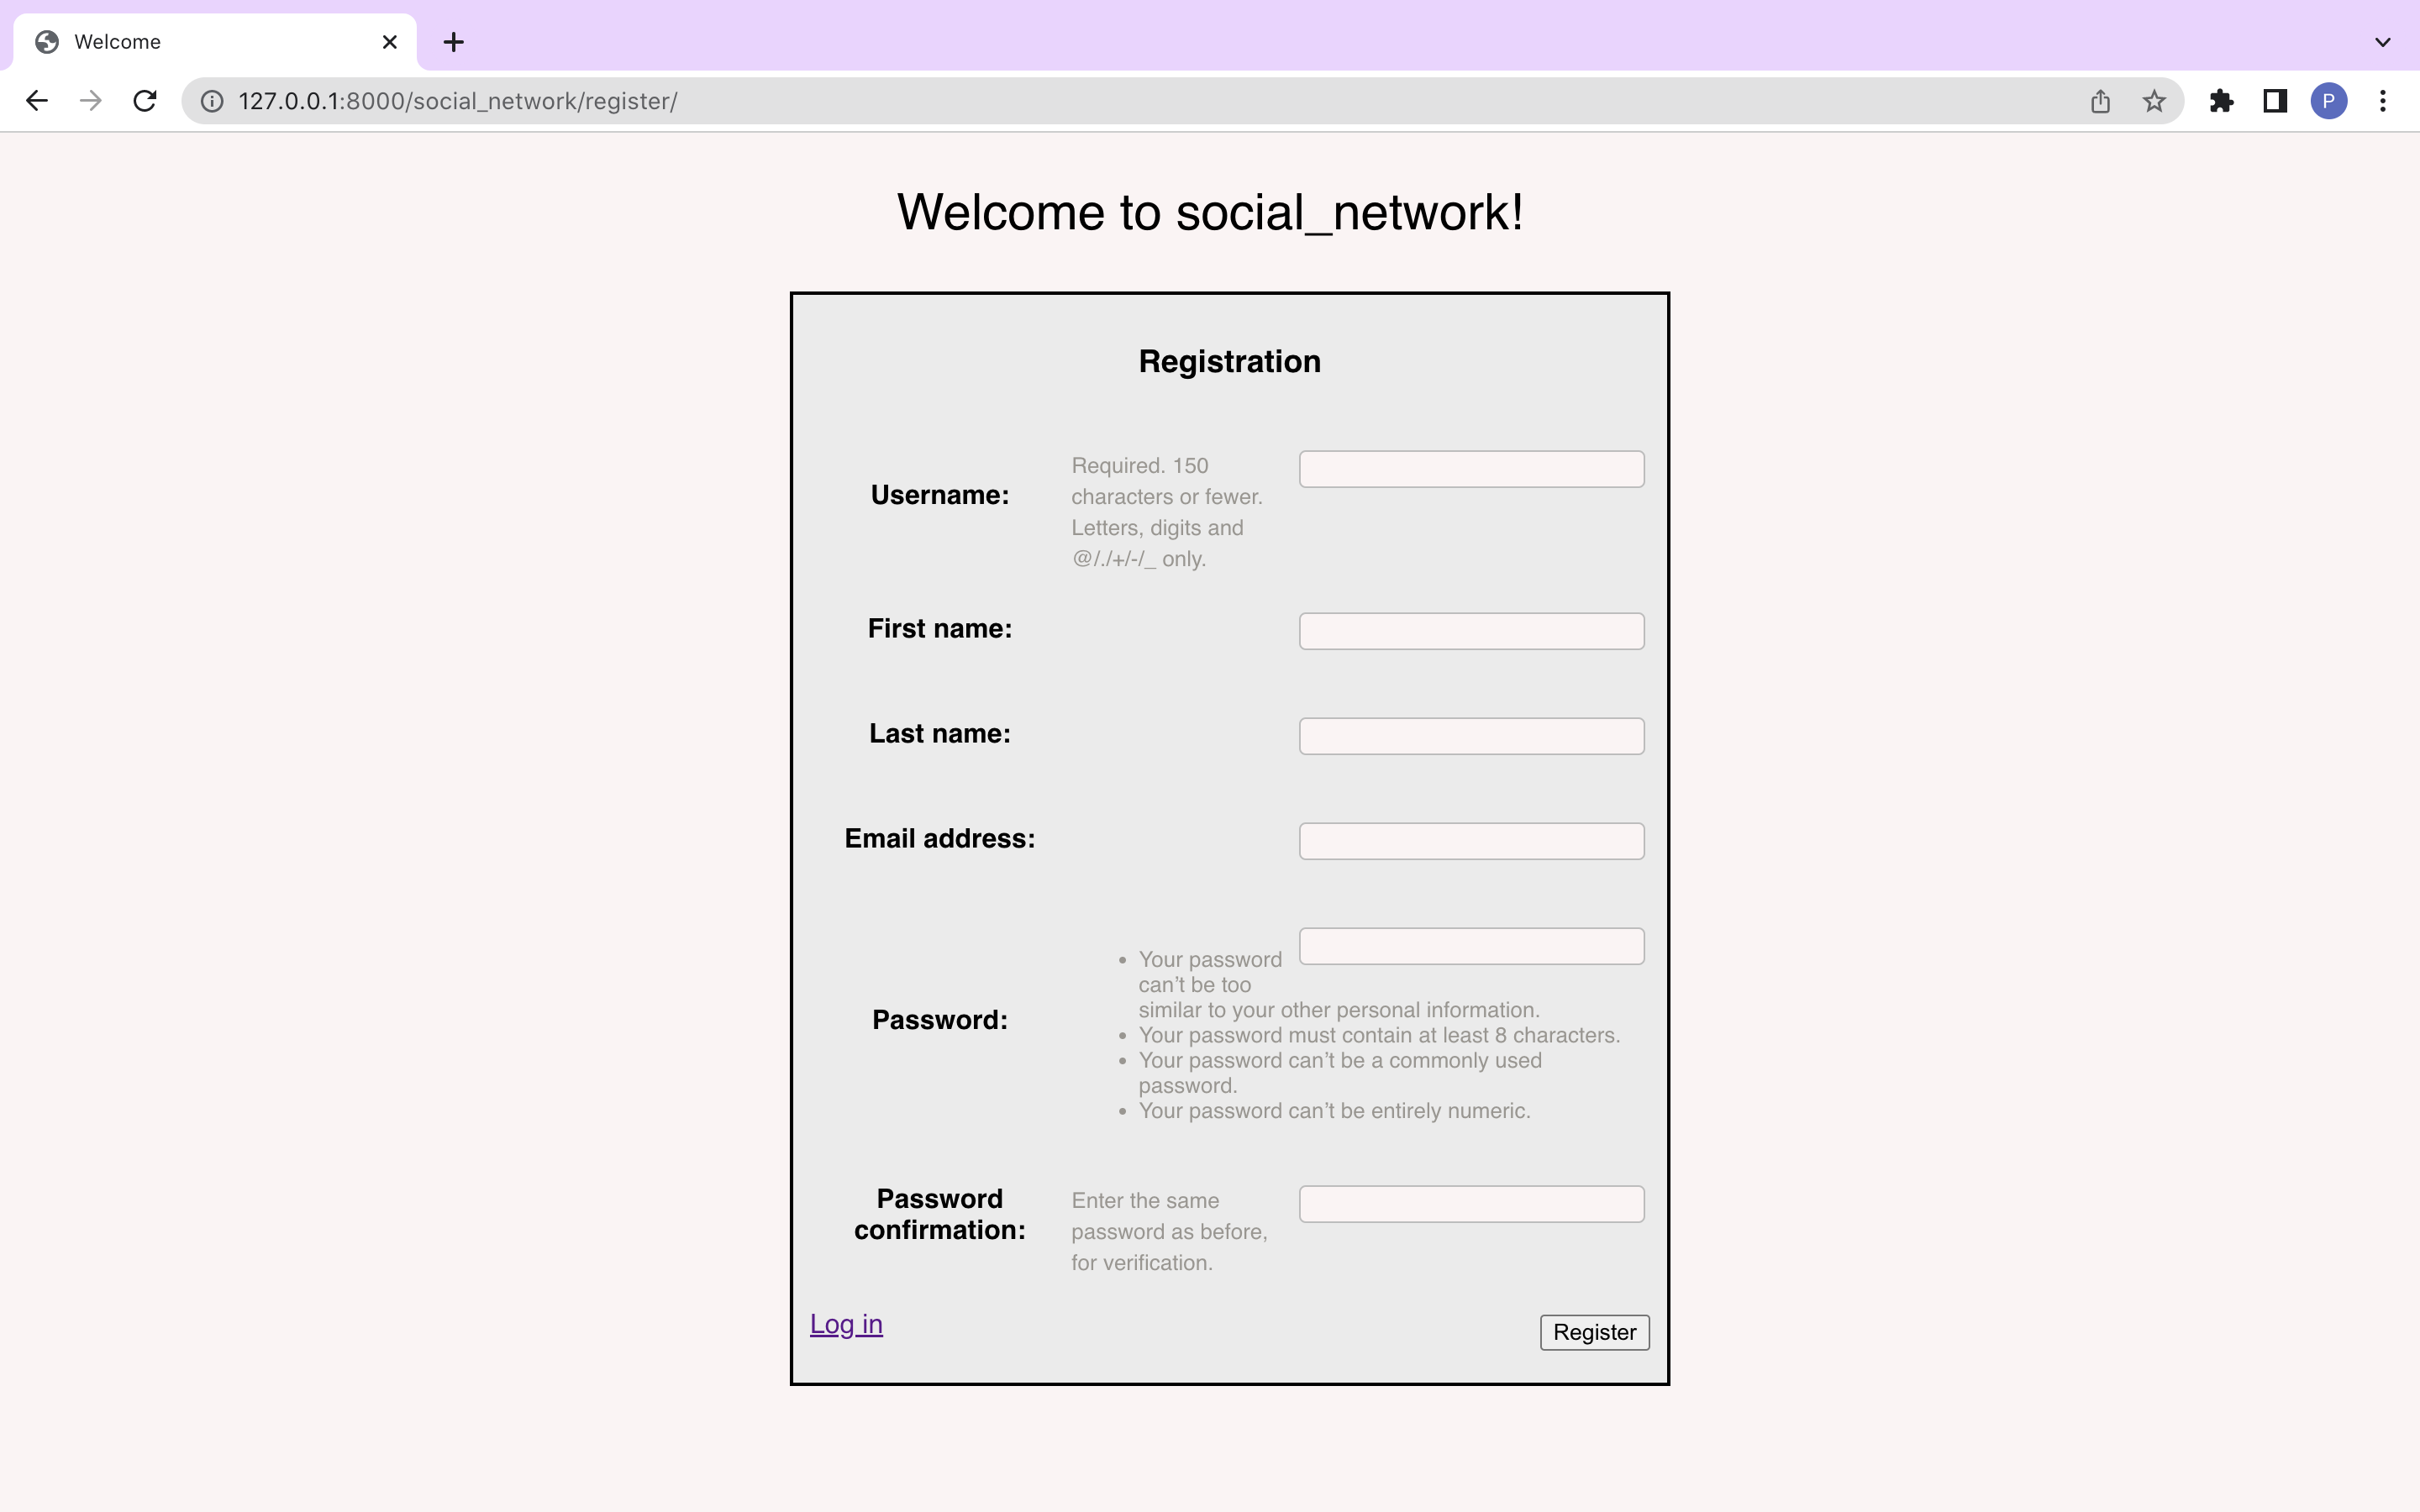 Welcome
127.0.0.1:8000/social_network/register/
P
Welcome to social_network!
Registration
Username:
Required. 150
characters or fewer.
Letters, digits and
@/./+/-/_ only.
First name:
Last name:
Email address:
Password:
• Your password
can’t be too
similar to your other personal information.
• Your password must contain at least 8 characters.
• Your password can’t be a commonly used
password.
• Your password can’t be entirely numeric.
Password
confirmation:
Enter the same
password as before,
for verification.
Log in
Register